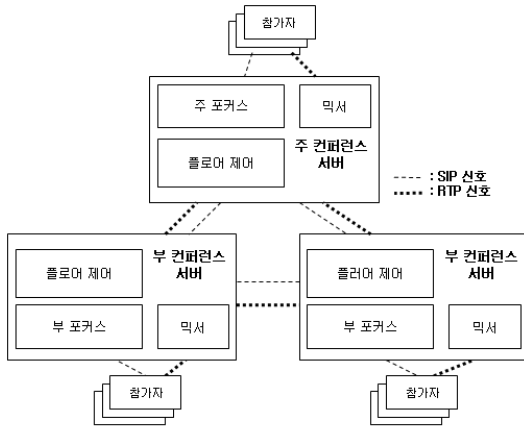 참가자
주 포커스
믹서
플로어 제어
주 컨퍼런스
서버
: SIP 신호
: RTP 신호
플로어 제어
부 컨퍼런스
서버
부 포커스
믹서
플러어 제어
부 컨퍼런스
서버
부 포커스
믹서
참가자
참가자